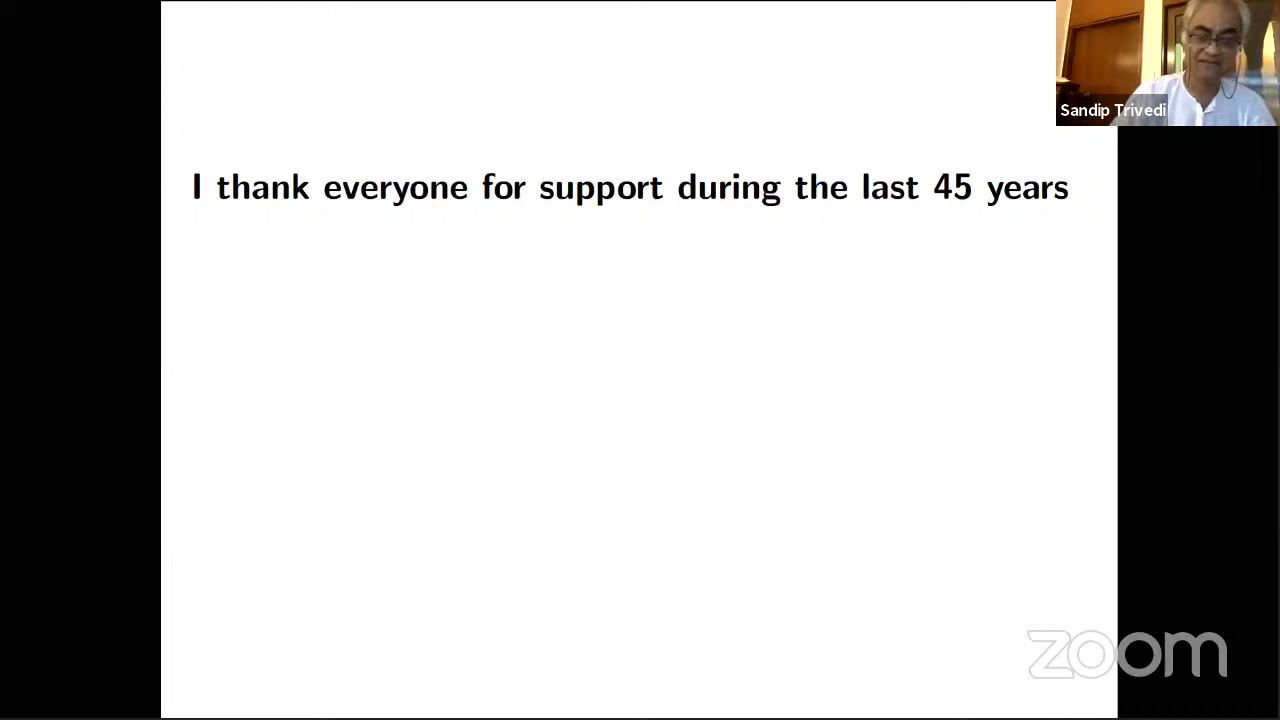 Sandip Trivedi
I thank everyone for support during the last 45 years
zoom